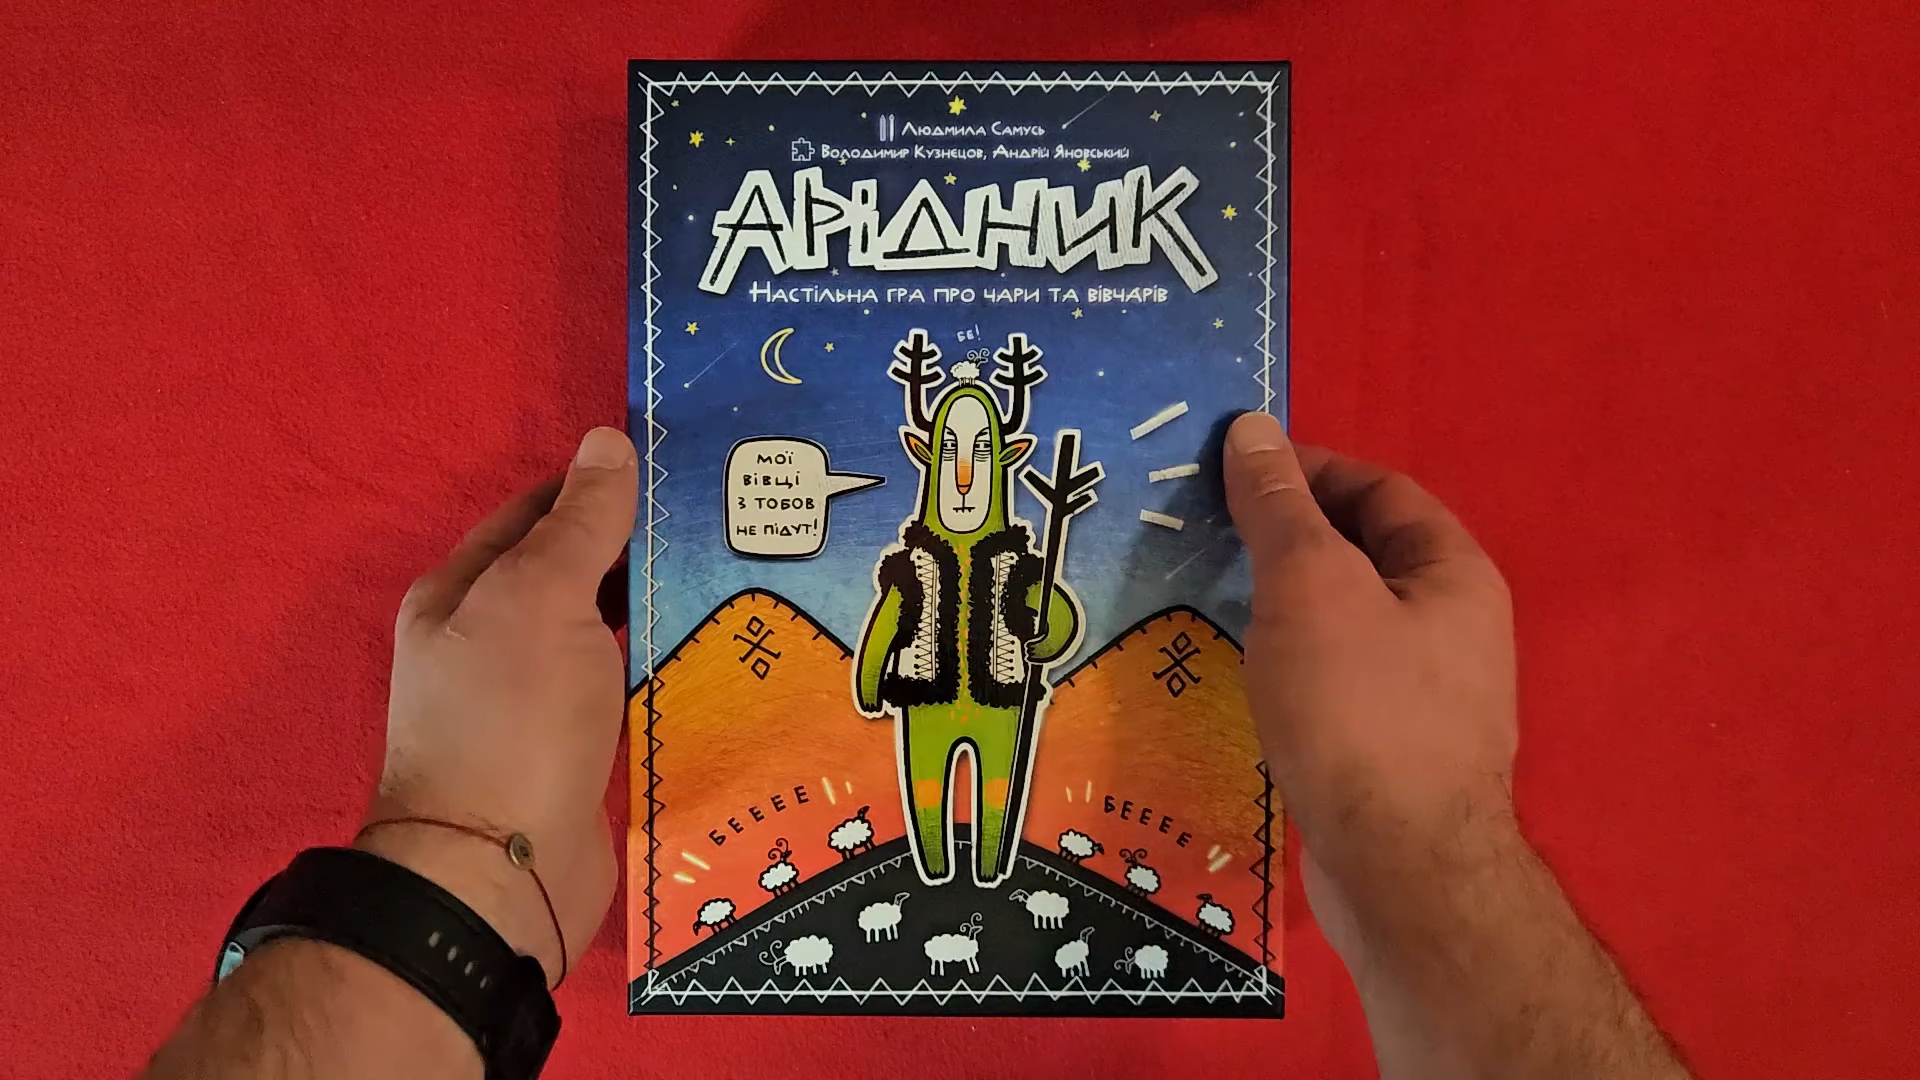 Людмила Самусь
Володимир Кузнєцов, Андрій Яновський
АРІДНИК
Настільна гра про чари та вівчарів
БЕ!
МОЇ
ВІВЦІ
З ТОБОВ
НЕ ПІДУТ!
БЕЕЕЕ
БЕЕЕЕ